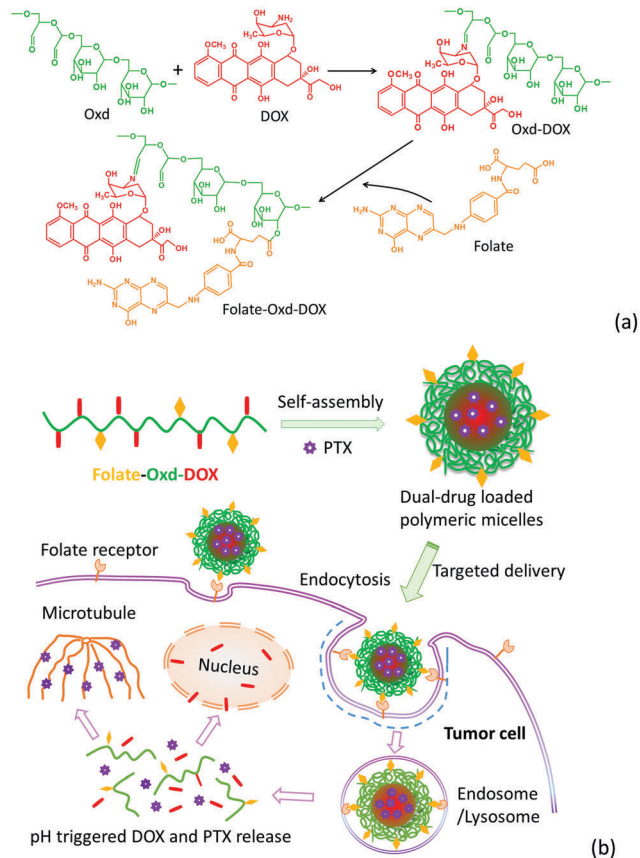 Oxd
+
DOX
Oxd-DOX
Folate
Folate-Oxd-DOX
(a)
Self-assembly
PTX
Folate-Oxd-DOX
Dual-drug loaded
polymeric micelles
Folate receptor
Endocytosis
Targeted delivery
Microtubule
Nucleus
Tumor cell
Endosome
/Lysosome
pH triggered DOX and PTX release
(b)